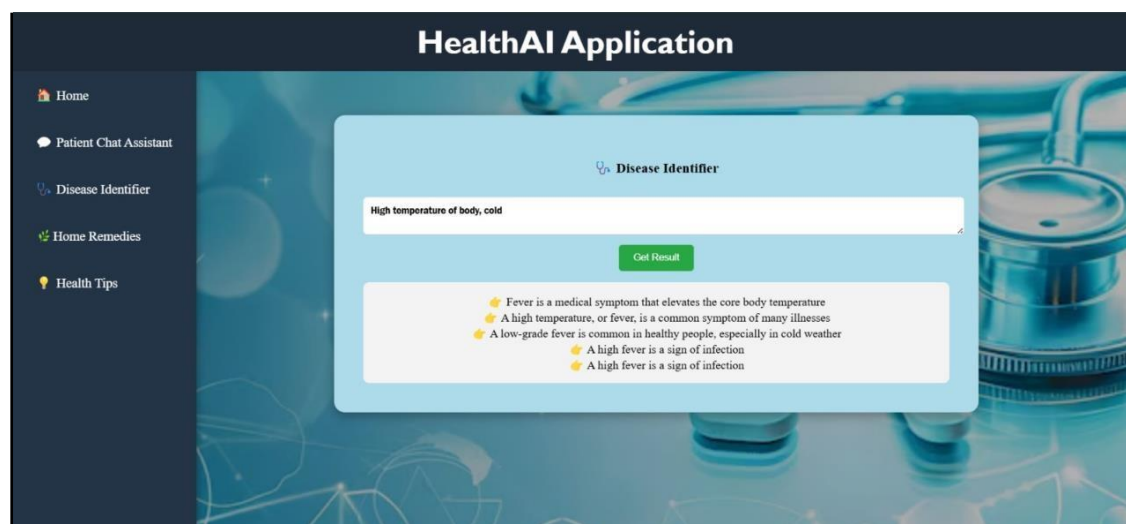 HealthAI Application
🏠 Home
💬 Patient Chat Assistant
🩺 Disease Identifier
🌿 Home Remedies
💡 Health Tips
🩺 Disease Identifier
High temperature of body, cold
Get Result
👉 Fever is a medical symptom that elevates the core body temperature
👉 A high temperature, or fever, is a common symptom of many illnesses
👉 A low-grade fever is common in healthy people, especially in cold weather
👉 A high fever is a sign of infection
👉 A high fever is a sign of infection